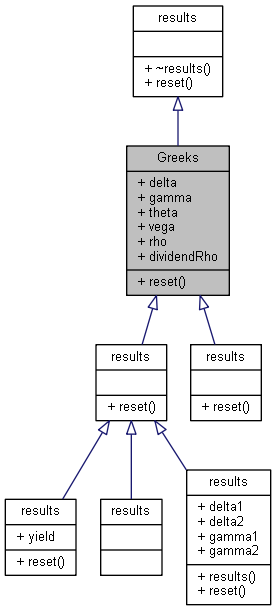 results
+ ~results()
+ reset()
Greeks
+ delta
+ gamma
+ theta
+ vega
+ rho
+ dividendRho
+ reset()
results
+ reset()
results
+ reset()
results
+ yield
+ reset()
results
results
+ delta1
+ delta2
+ gamma1
+ gamma2
+ results()
+ reset()